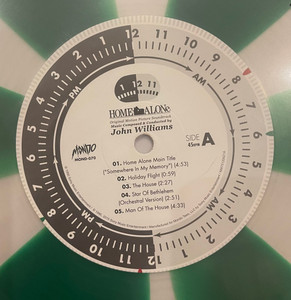 12 11
HOME ALONe
Original Motion Picture Soundtrack
Music Composed & Conducted by
John Williams
MONDO
MOND-070
SIDE A
45RPM
01. Home Alone Main Title
("Somewhere In My Memory") (4:53)
02. Holiday Flight (0:59)
03. The House (2:27)
04. Star Of Bethlehem
(Orchestral Version) (2:51)
05. Man Of The House (4:33)
PM
AM
PM
AM
1 2 3 4 5 6 7 8 9 10 11 12
1 2 3 4 5 6 7 8 9 10 11 12